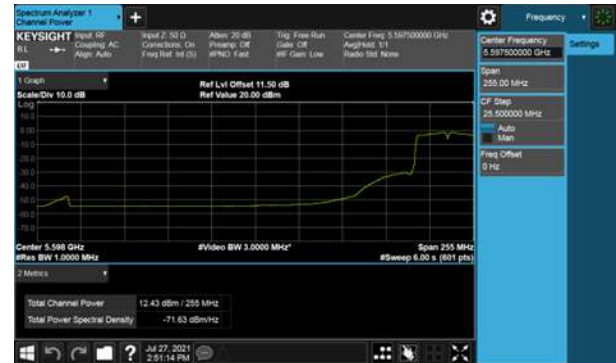 Spectrum Analyzer 1
Channel Power
Frequency
KEYSIGHT
Input: RF
Coupling: AC
Align: Auto
Input Z: 50 Ω
Corrections: On
Freq Ref: Int (S)
Atten: 20 dB
Preamp: Off
#PNO: Fast
Trig: Free Run
Gate: Off
#IF Gain: Low
Center Freq: 5.597500000 GHz
Avg|Hold: 1/1
Radio Std: None
RL
Center Frequency
5.597500000 GHz
Settings
Span
255.00 MHz
CF Step
25.500000 MHz
Auto
Man
Freq Offset
0 Hz
1 Graph
Scale/Div 10.0 dB
Ref Lvl Offset 11.50 dB
Ref Value 20.00 dBm
Log
10.0
0.00
-10.0
-20.0
-30.0
-40.0
-50.0
-60.0
-70.0
Center 5.598 GHz
#Video BW 3.0000 MHz*
Span 255 MHz
#Res BW 1.0000 MHz
#Sweep 6.00 s (601 pts)
2 Metrics
Total Channel Power 12.43 dBm / 255 MHz
Total Power Spectral Density -71.63 dBm/Hz
Jul 27, 2021
2:51:14 PM